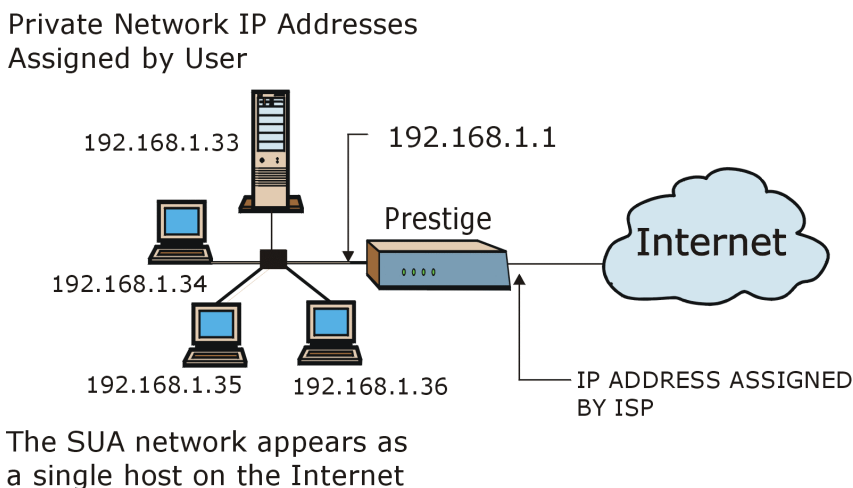 Private Network IP Addresses
Assigned by User
192.168.1.33
192.168.1.1
Prestige
Internet
192.168.1.34
192.168.1.35
192.168.1.36
IP ADDRESS ASSIGNED
BY ISP
The SUA network appears as
a single host on the Internet